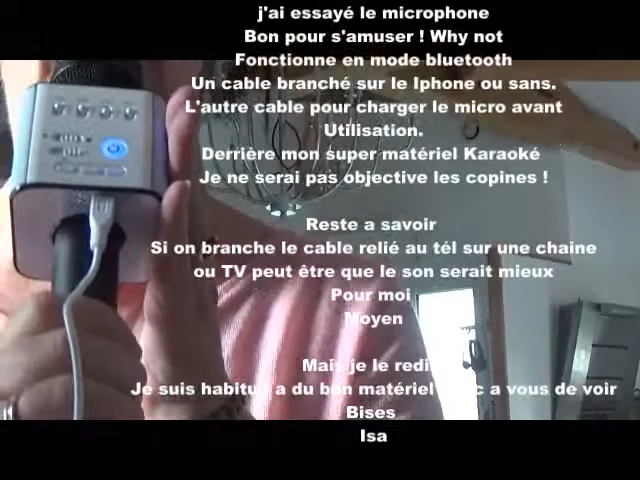 j'ai essayé le microphone
Bon pour s'amuser ! Why not
Fonctionne en mode bluetooth
Un cable branché sur le Iphone ou sans.
L'autre cable pour charger le micro avant
Utilisation.
Derrière mon super matériel Karaoké
Je ne serai pas objective les copines !
Reste a savoir
Si on branche le cable relié au tél sur une chaine
ou TV peut être que le son serait mieux
Pour moi
Moyen
Mais je le redi
Je suis habitu a du bon matériel c a vous de voir
Bises
Isa